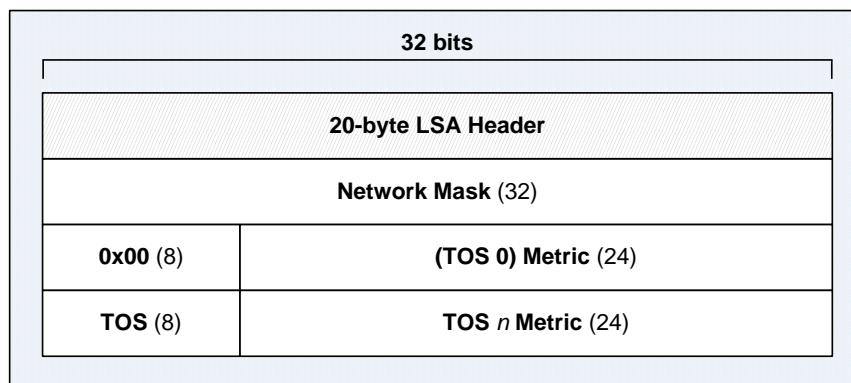 32 bits
20-byte LSA Header
Network Mask (32)
0x00 (8) (TOS 0) Metric (24)
TOS (8) TOS n Metric (24)